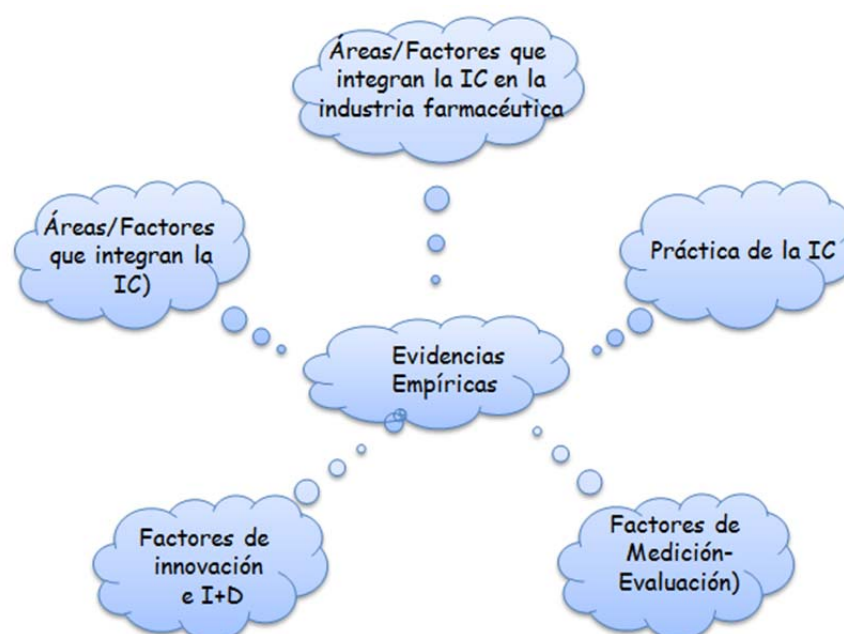 Áreas/Factores que
integran la IC en la
industria farmacéutica
Áreas/Factores
que integran la
IC)
Práctica de la IC
Evidencias
Empíricas
Factores de
innovación
e I+D
Factores de
Medición-
Evaluación)